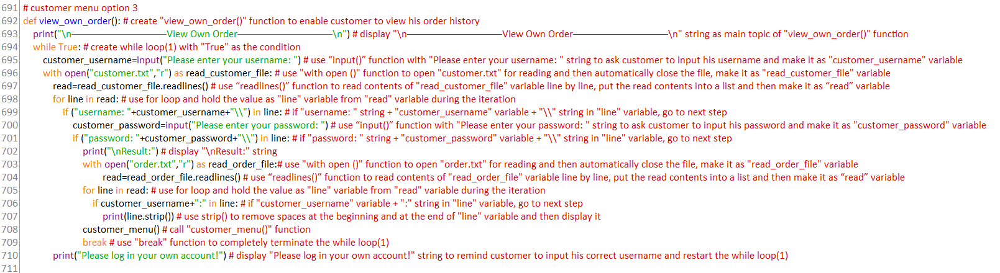 691 # customer menu option 3
692 def view_own_order(): # create "view_own_order()" function to enable customer to view his order history
693 print("\n———————————View Own Order———————————\n") # display "\n———————————View Own Order———————————\n" string as main topic of "view_own_order()" function
694 while True: # create while loop(1) with "True" as the condition
695 customer_username=input("Please enter your username: ") # use “input()” function with "Please enter your username: " string to ask customer to input his username and make it as "customer_username" variable
696 with open("customer.txt","r") as read_customer_file: # use "with open ()" function to open "customer.txt" for reading and then automatically close the file, make it as "read_customer_file" variable
697 read=read_customer_file.readlines() # use “readlines()” function to read contents of "read_customer_file" variable line by line, put the read contents into a list and then make it as “read” variable
698 for line in read: # use for loop and hold the value as "line" variable from "read" variable during the iteration
699 if ("username: "+customer_username+"\\") in line: # if "username: " string + "customer_username" variable + "\\" string in "line" variable, go to next step
700 customer_password=input("Please enter your password: ") # use “input()” function with "Please enter your password: " string to ask customer to input his password and make it as "customer_password" variable
701 if ("password: "+customer_password+"\\") in line: # if "password: " string + "customer_password" variable + "\\" string in "line" variable, go to next step
702 print("\nResult:") # display "\nResult:" string
703 with open("order.txt","r") as read_order_file:# use "with open ()" function to open "order.txt" for reading and then automatically close the file, make it as "read_order_file" variable
704 read=read_order_file.readlines() # use “readlines()” function to read contents of "read_order_file" variable line by line, put the read contents into a list and then make it as “read” variable
705 for line in read: # use for loop and hold the value as "line" variable from "read" variable during the iteration
706 if customer_username+":" in line: # if "customer_username" variable + ":" string in "line" variable, go to next step
707 print(line.strip()) # use strip() to remove spaces at the beginning and at the end of "line" variable and then display it
708 customer_menu() # call "customer_menu()" function
709 break # use "break" function to completely terminate the while loop(1)
710 print("Please log in your own account!") # display "Please log in your own account!" string to remind customer to input his correct username and restart the while loop(1)
711